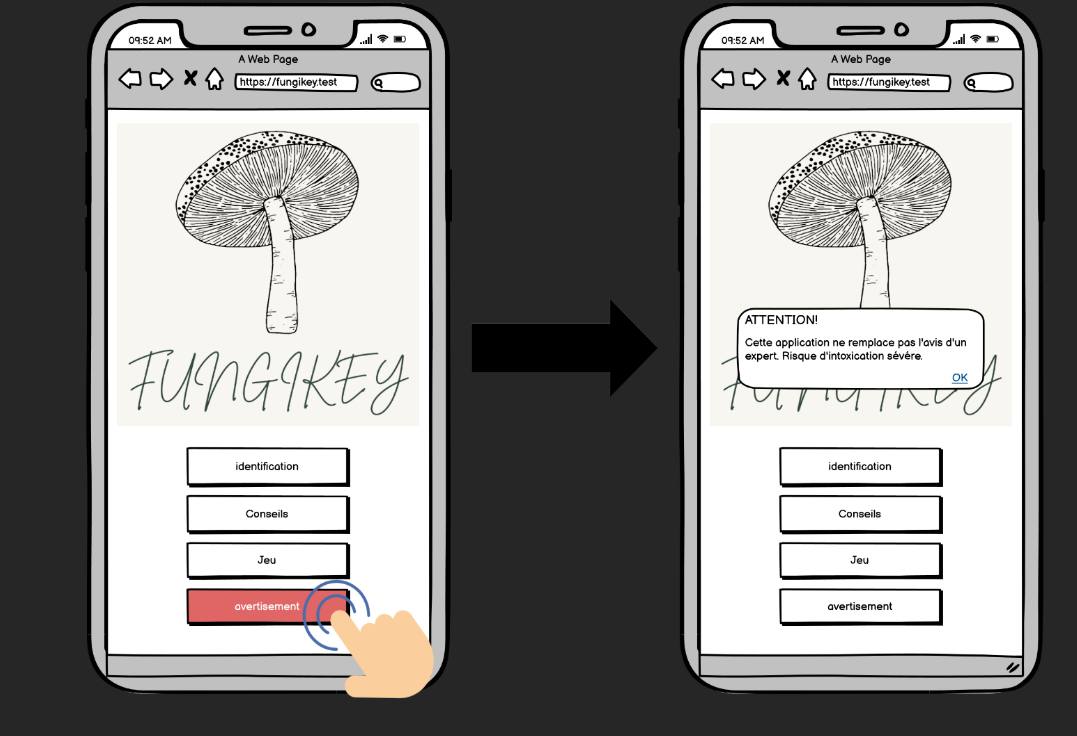 09:52 AM
A Web Page
https://fungikey.test
FUNGIKEY
identification
Conseils
Jeu
avertisement
09:52 AM
A Web Page
https://fungikey.test
ATTENTION!
Cette application ne remplace pas l'avis d'un
expert. Risque d'intoxication sévére.
OK
FUNGIKEY
identification
Conseils
Jeu
avertisement